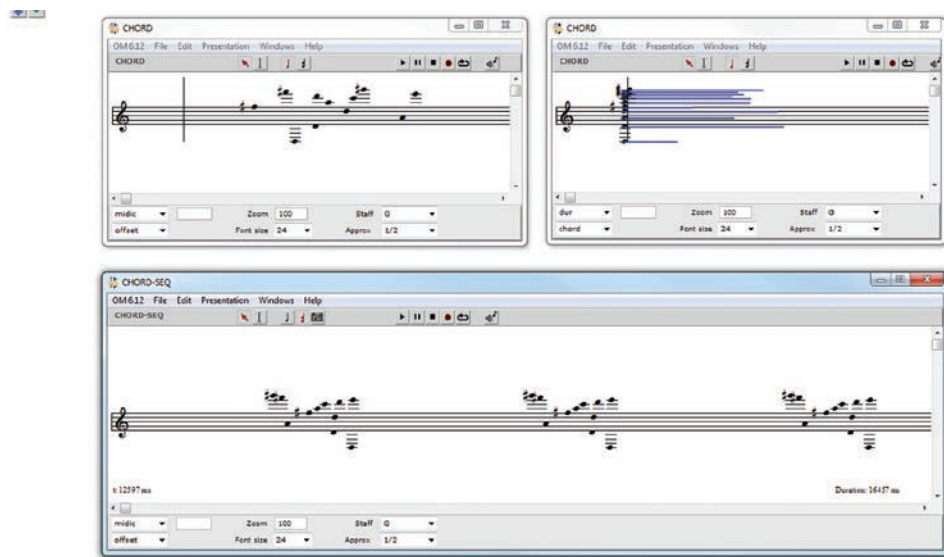 CHORD
OM 6.12 File Edit Presentation Windows Help
CHORD
midic Zoom 100 Staff G
offset Font size 24 Approx 1/2
CHORD
OM 6.12 File Edit Presentation Windows Help
CHORD
dur Zoom 100 Staff G
chord Font size 24 Approx 1/2
CHORD-SEQ
OM 6.12 File Edit Presentation Windows Help
CHORD-SEQ
t: 12597 ms Duration: 16457 ms
midic Zoom 100 Staff G
offset Font size 24 Approx 1/2